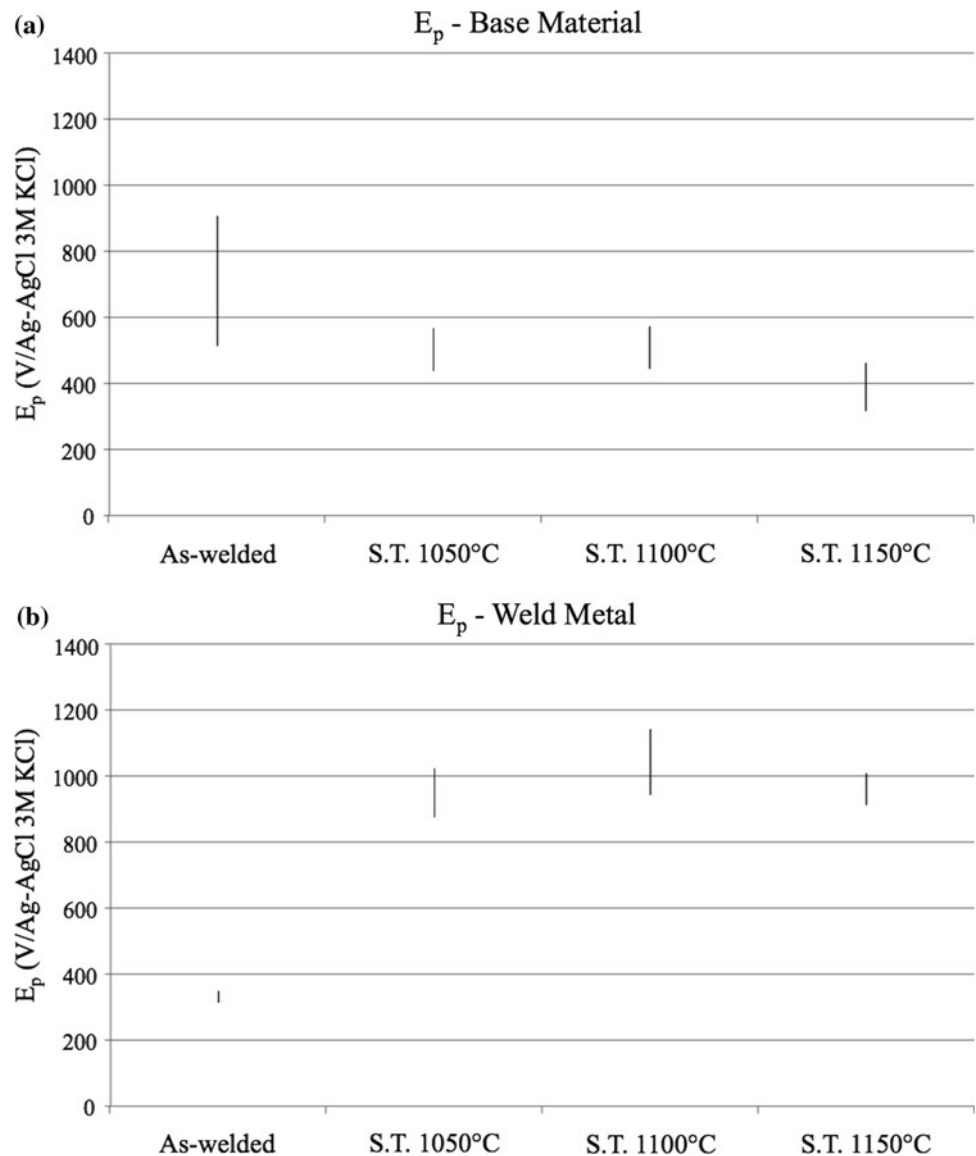 (a)
Eₚ - Base Material
1400
1200
1000
800
600
400
200
0
Eₚ (V/Ag-AgCl 3M KCl)
As-welded S.T. 1050°C S.T. 1100°C S.T. 1150°C
(b)
Eₚ - Weld Metal
1400
1200
1000
800
600
400
200
0
Eₚ (V/Ag-AgCl 3M KCl)
As-welded S.T. 1050°C S.T. 1100°C S.T. 1150°C